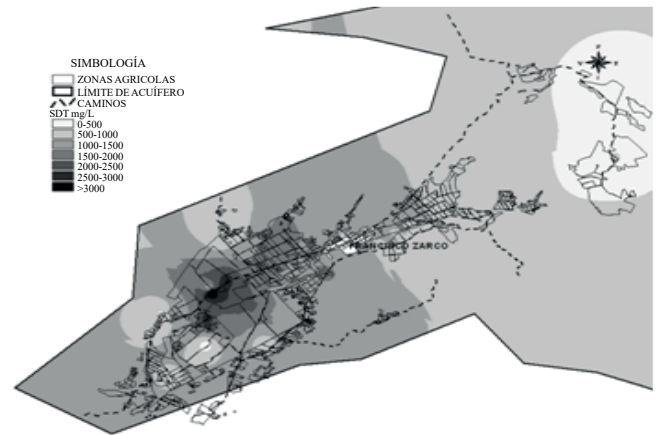 SIMBOLOGÍA
ZONAS AGRICOLAS
LÍMITE DE ACUÍFERO
CAMINOS
SDT mg/L
0-500
500-1000
1000-1500
1500-2000
2000-2500
2500-3000
>3000
FRANCISCO ZARCO